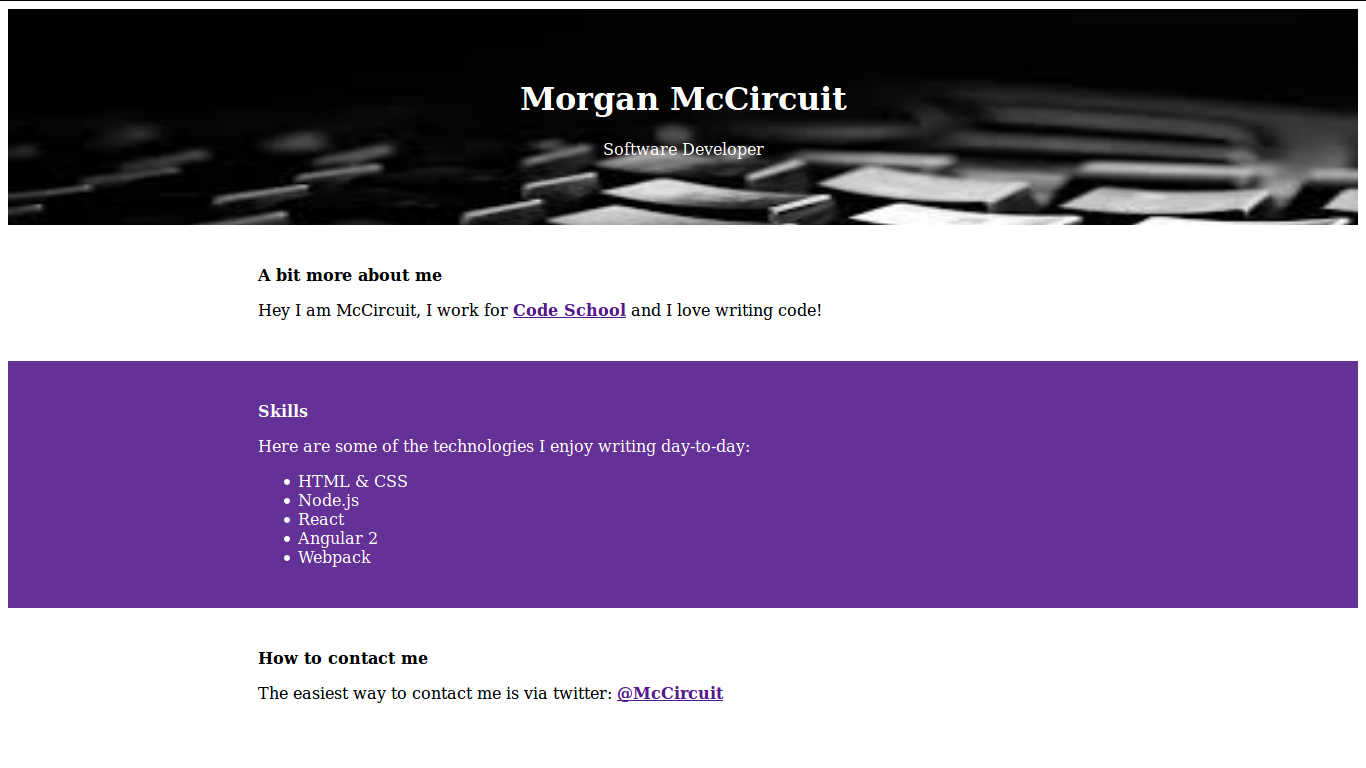 Morgan McCircuit
Software Developer
A bit more about me
Hey I am McCircuit, I work for Code School and I love writing code!
Skills
Here are some of the technologies I enjoy writing day-to-day:
• HTML & CSS
• Node.js
• React
• Angular 2
• Webpack
How to contact me
The easiest way to contact me is via twitter: @McCircuit